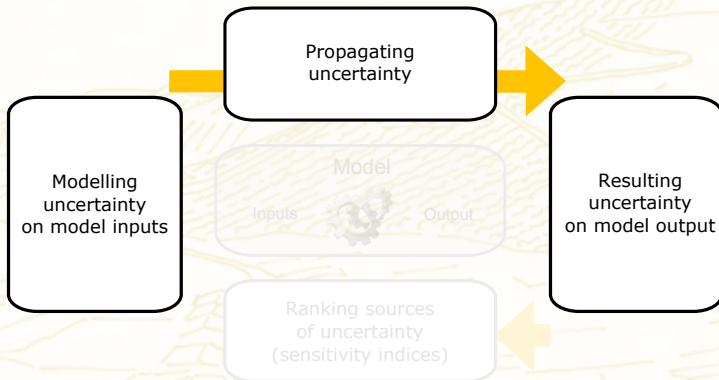 Propagating
uncertainty
Modelling
uncertainty
on model inputs
Model
Inputs
Output
Resulting
uncertainty
on model output
Ranking sources
of uncertainty
(sensitivity indices)